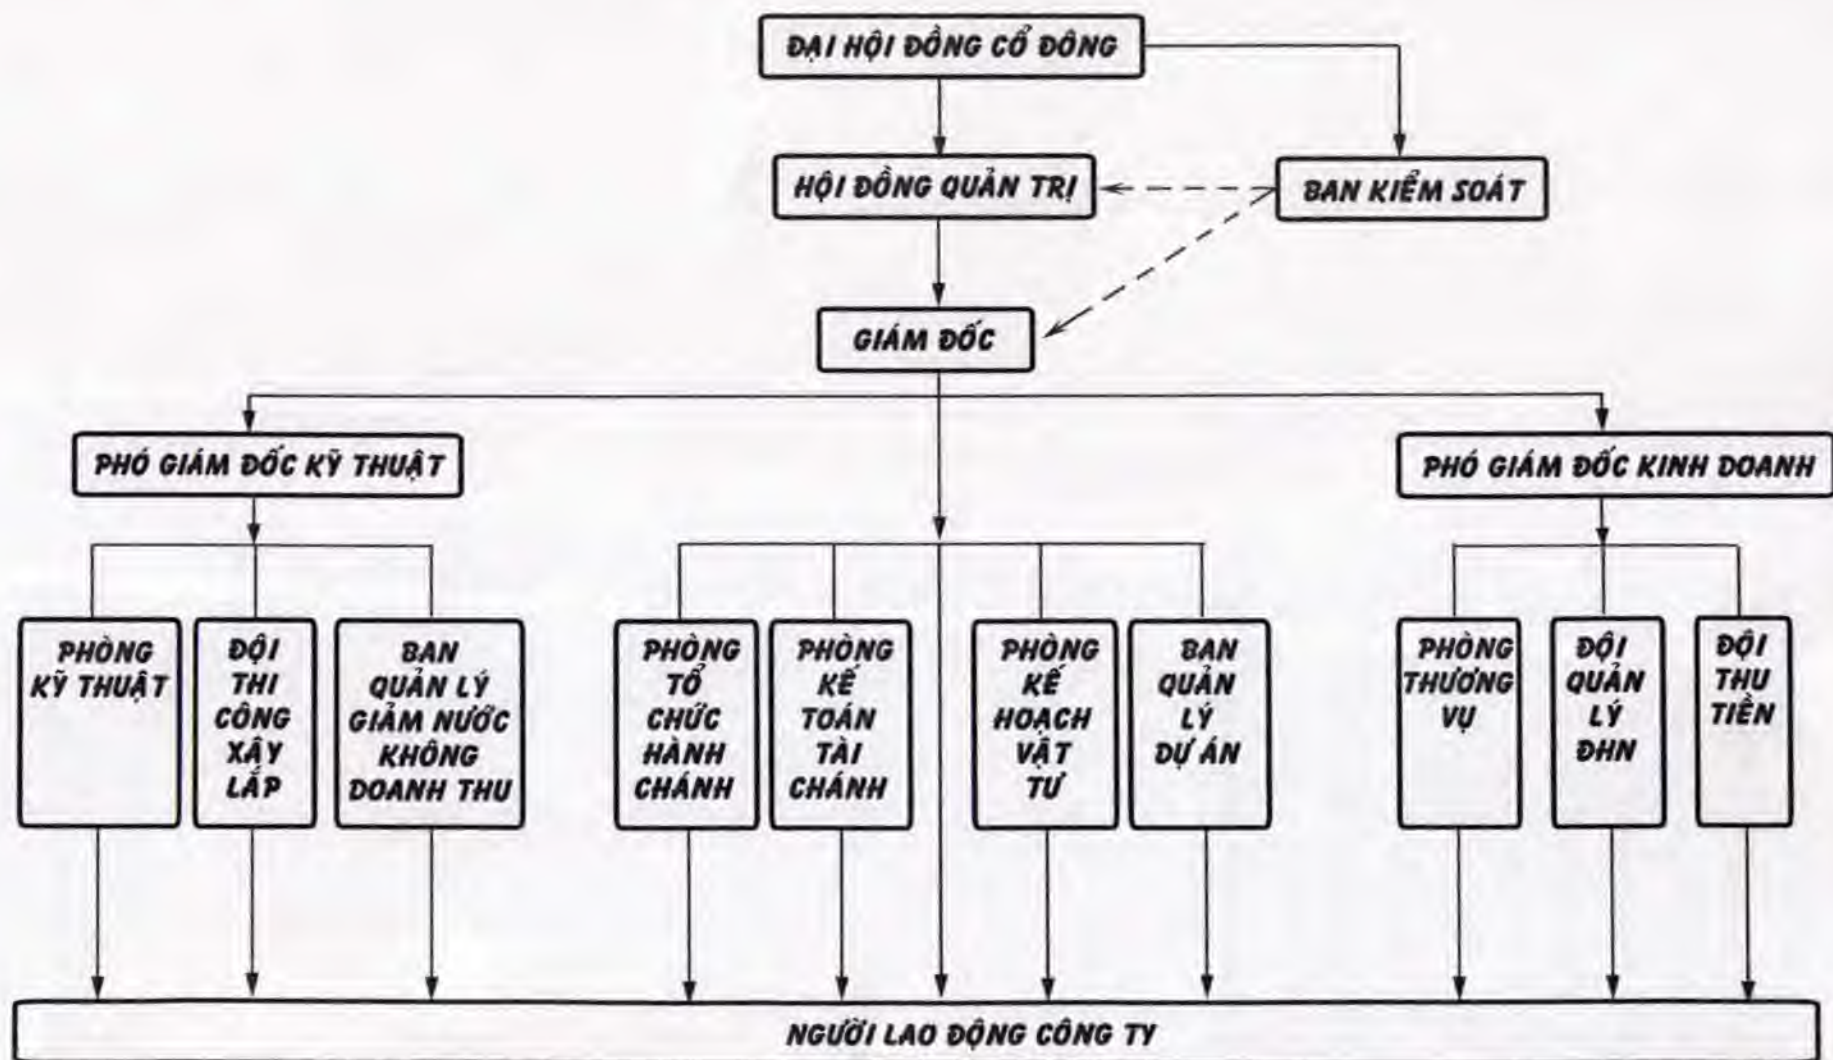 ĐẠI HỘI ĐỒNG CỔ ĐÔNG
HỘI ĐỒNG QUẢN TRỊ
BAN KIỂM SOÁT
GIÁM ĐỐC
PHÓ GIÁM ĐỐC KỸ THUẬT
PHÓ GIÁM ĐỐC KINH DOANH
PHÒNG
KỸ THUẬT
ĐỘI
THI
CÔNG
XÂY
LẮP
BAN
QUẢN LÝ
GIẢM NƯỚC
KHÔNG
DOANH THU
PHÒNG
TỔ
CHỨC
HÀNH
CHÁNH
PHÒNG
KẾ
TOÁN
TÀI
CHÁNH
PHÒNG
KẾ
HOẠCH
VẬT
TƯ
BAN
QUẢN
LÝ
DỰ ÁN
PHÒNG
THƯƠNG
VỤ
ĐỘI
QUẢN
LÝ
ĐHN
ĐỘI
THU
TIỀN
NGƯỜI LAO ĐỘNG CÔNG TY